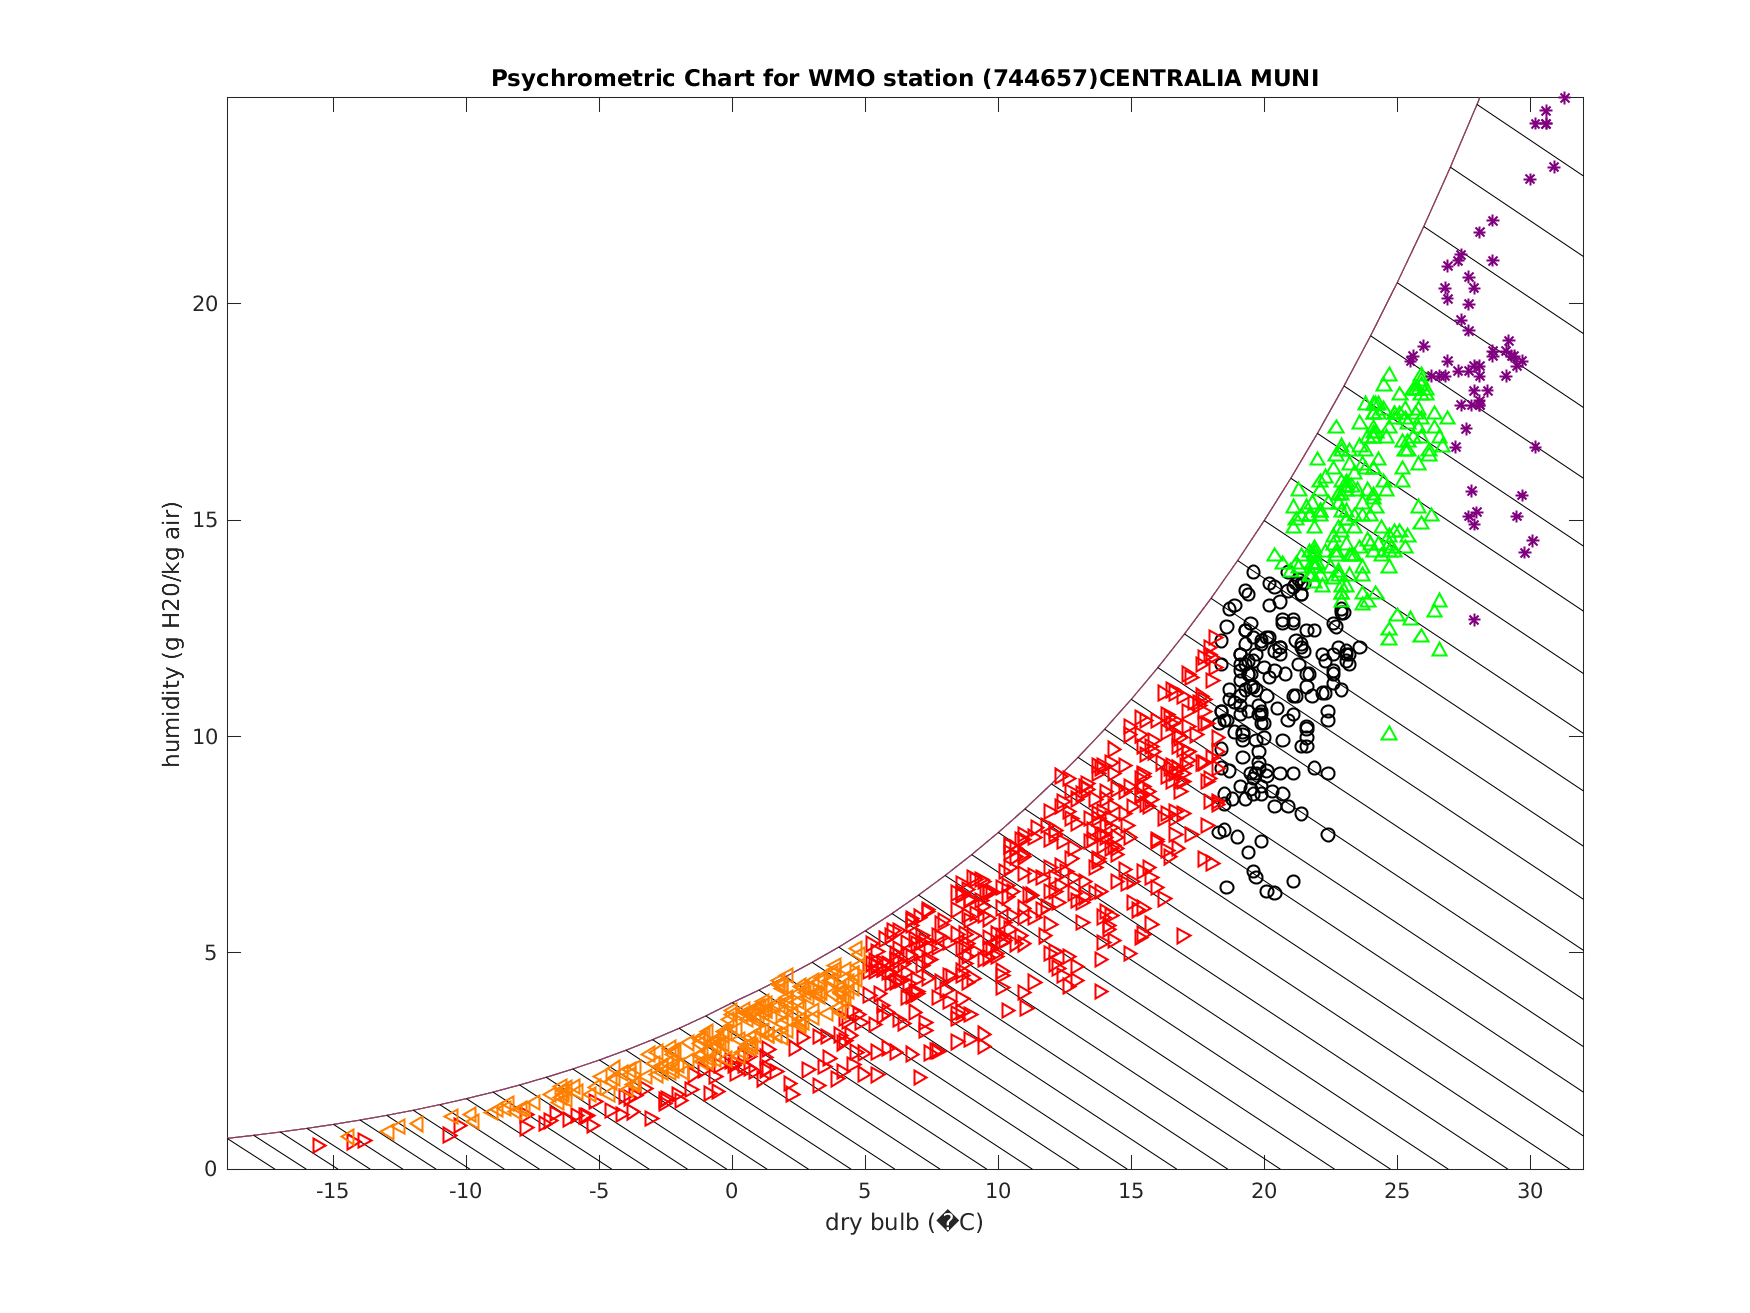 Psychrometric Chart for WMO station (744657)CENTRALIA MUNI
humidity (g H20/kg air)
20
15
10
5
0
-15 -10 -5 0 5 10 15 20 25 30
dry bulb (�C)